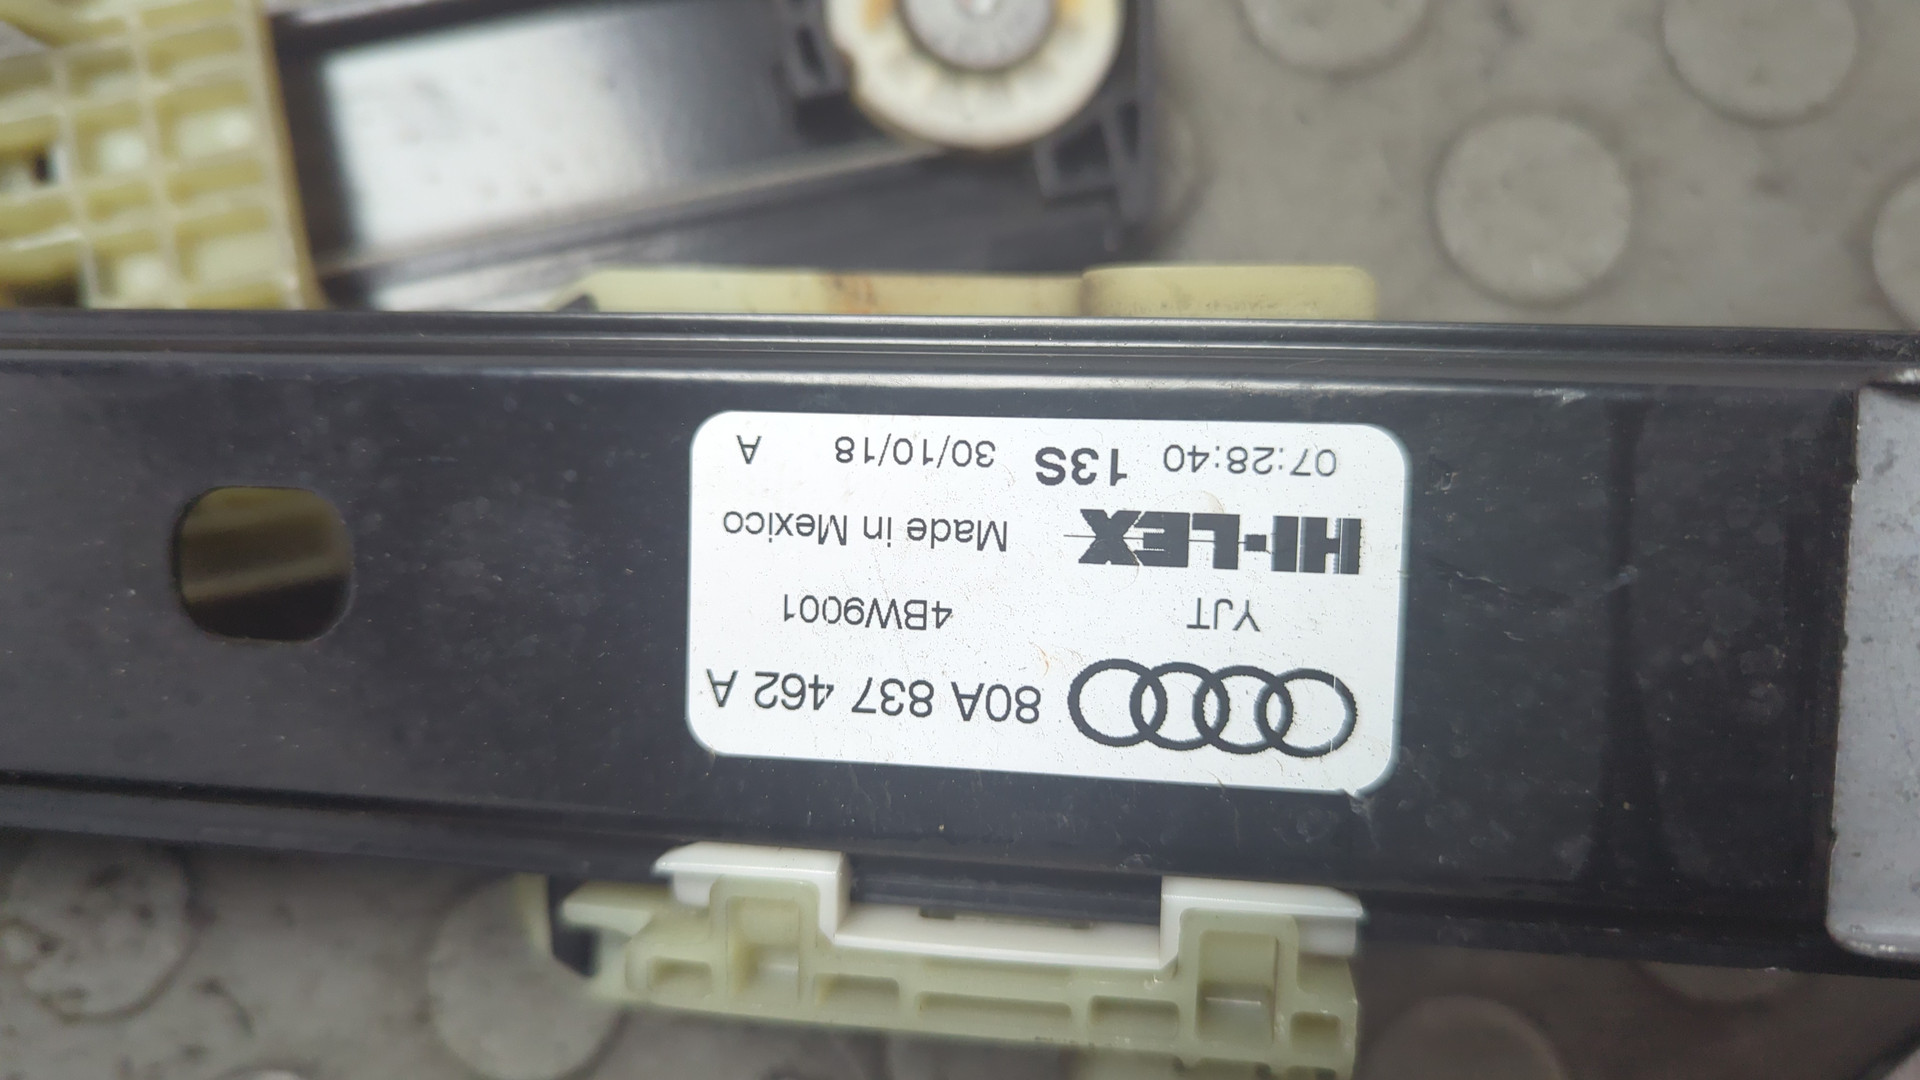 80A 837 462 A
YJT 4BW9001
HI-LEX Made in Mexico
07:28:40 13S 30/10/18 A